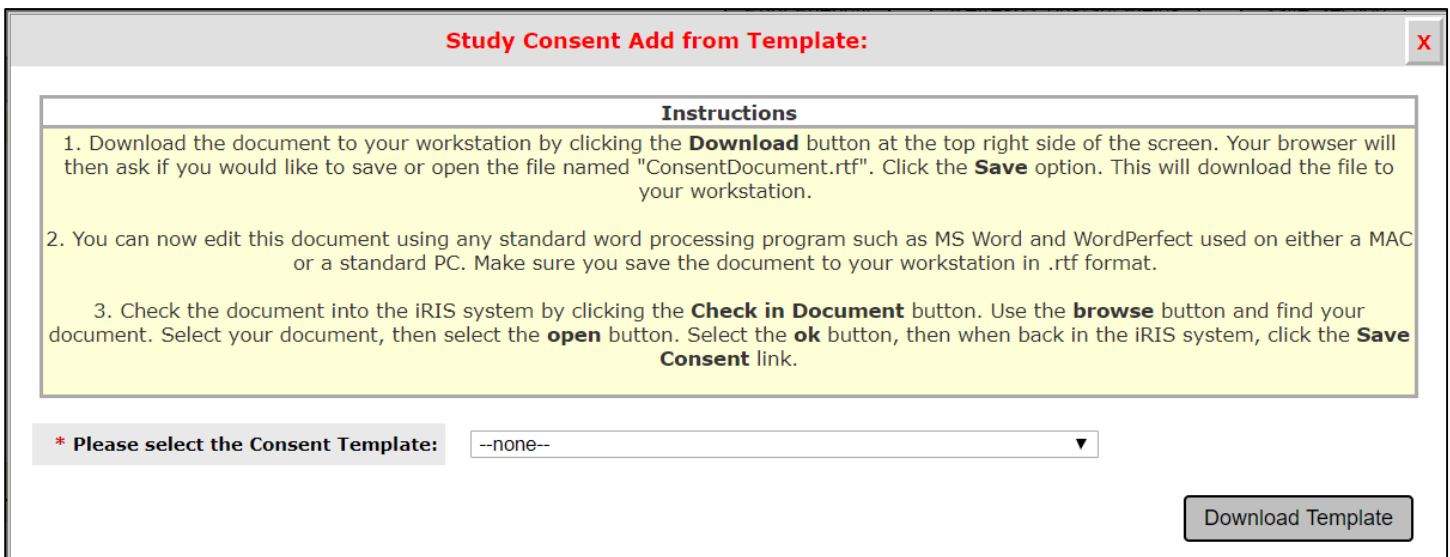 Study Consent Add from Template:
X
Instructions
1. Download the document to your workstation by clicking the Download button at the top right side of the screen. Your browser will
then ask if you would like to save or open the file named "ConsentDocument.rtf". Click the Save option. This will download the file to
your workstation.
2. You can now edit this document using any standard word processing program such as MS Word and WordPerfect used on either a MAC
or a standard PC. Make sure you save the document to your workstation in .rtf format.
3. Check the document into the iRIS system by clicking the Check in Document button. Use the browse button and find your
document. Select your document, then select the open button. Select the ok button, then when back in the iRIS system, click the Save
Consent link.
* Please select the Consent Template:
--none--
Download Template